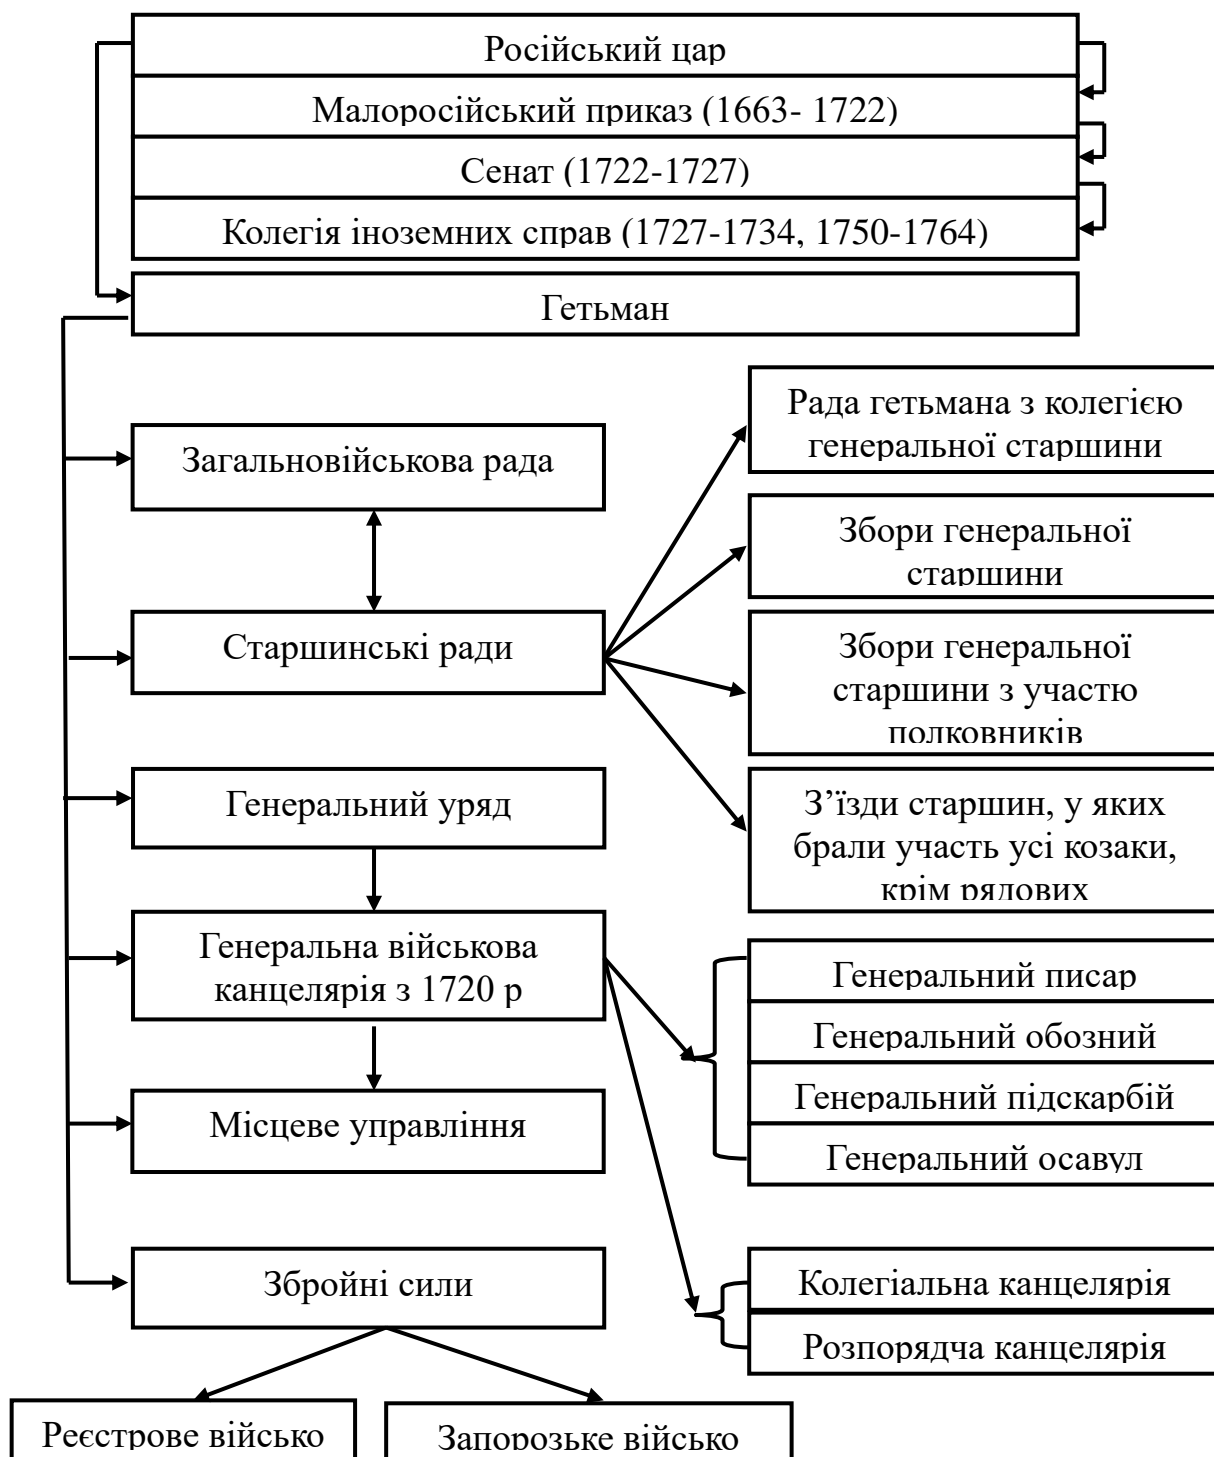 Російський цар
Малоросійський приказ (1663- 1722)
Сенат (1722-1727)
Колегія іноземних справ (1727-1734, 1750-1764)
Гетьман
Загальновійськова рада
Старшинські ради
Генеральний уряд
Генеральна військова
канцелярія з 1720 р
Місцеве управління
Збройні сили
Реєстрове військо
Запорозьке військо
Рада гетьмана з колегією
генеральної старшини
Збори генеральної
старшини
Збори генеральної
старшини з участю
полковників
З’їзди старшин, у яких
брали участь усі козаки,
крім рядових
Генеральний писар
Генеральний обозний
Генеральний підскарбій
Генеральний осавул
Колегіальна канцелярія
Розпорядча канцелярія